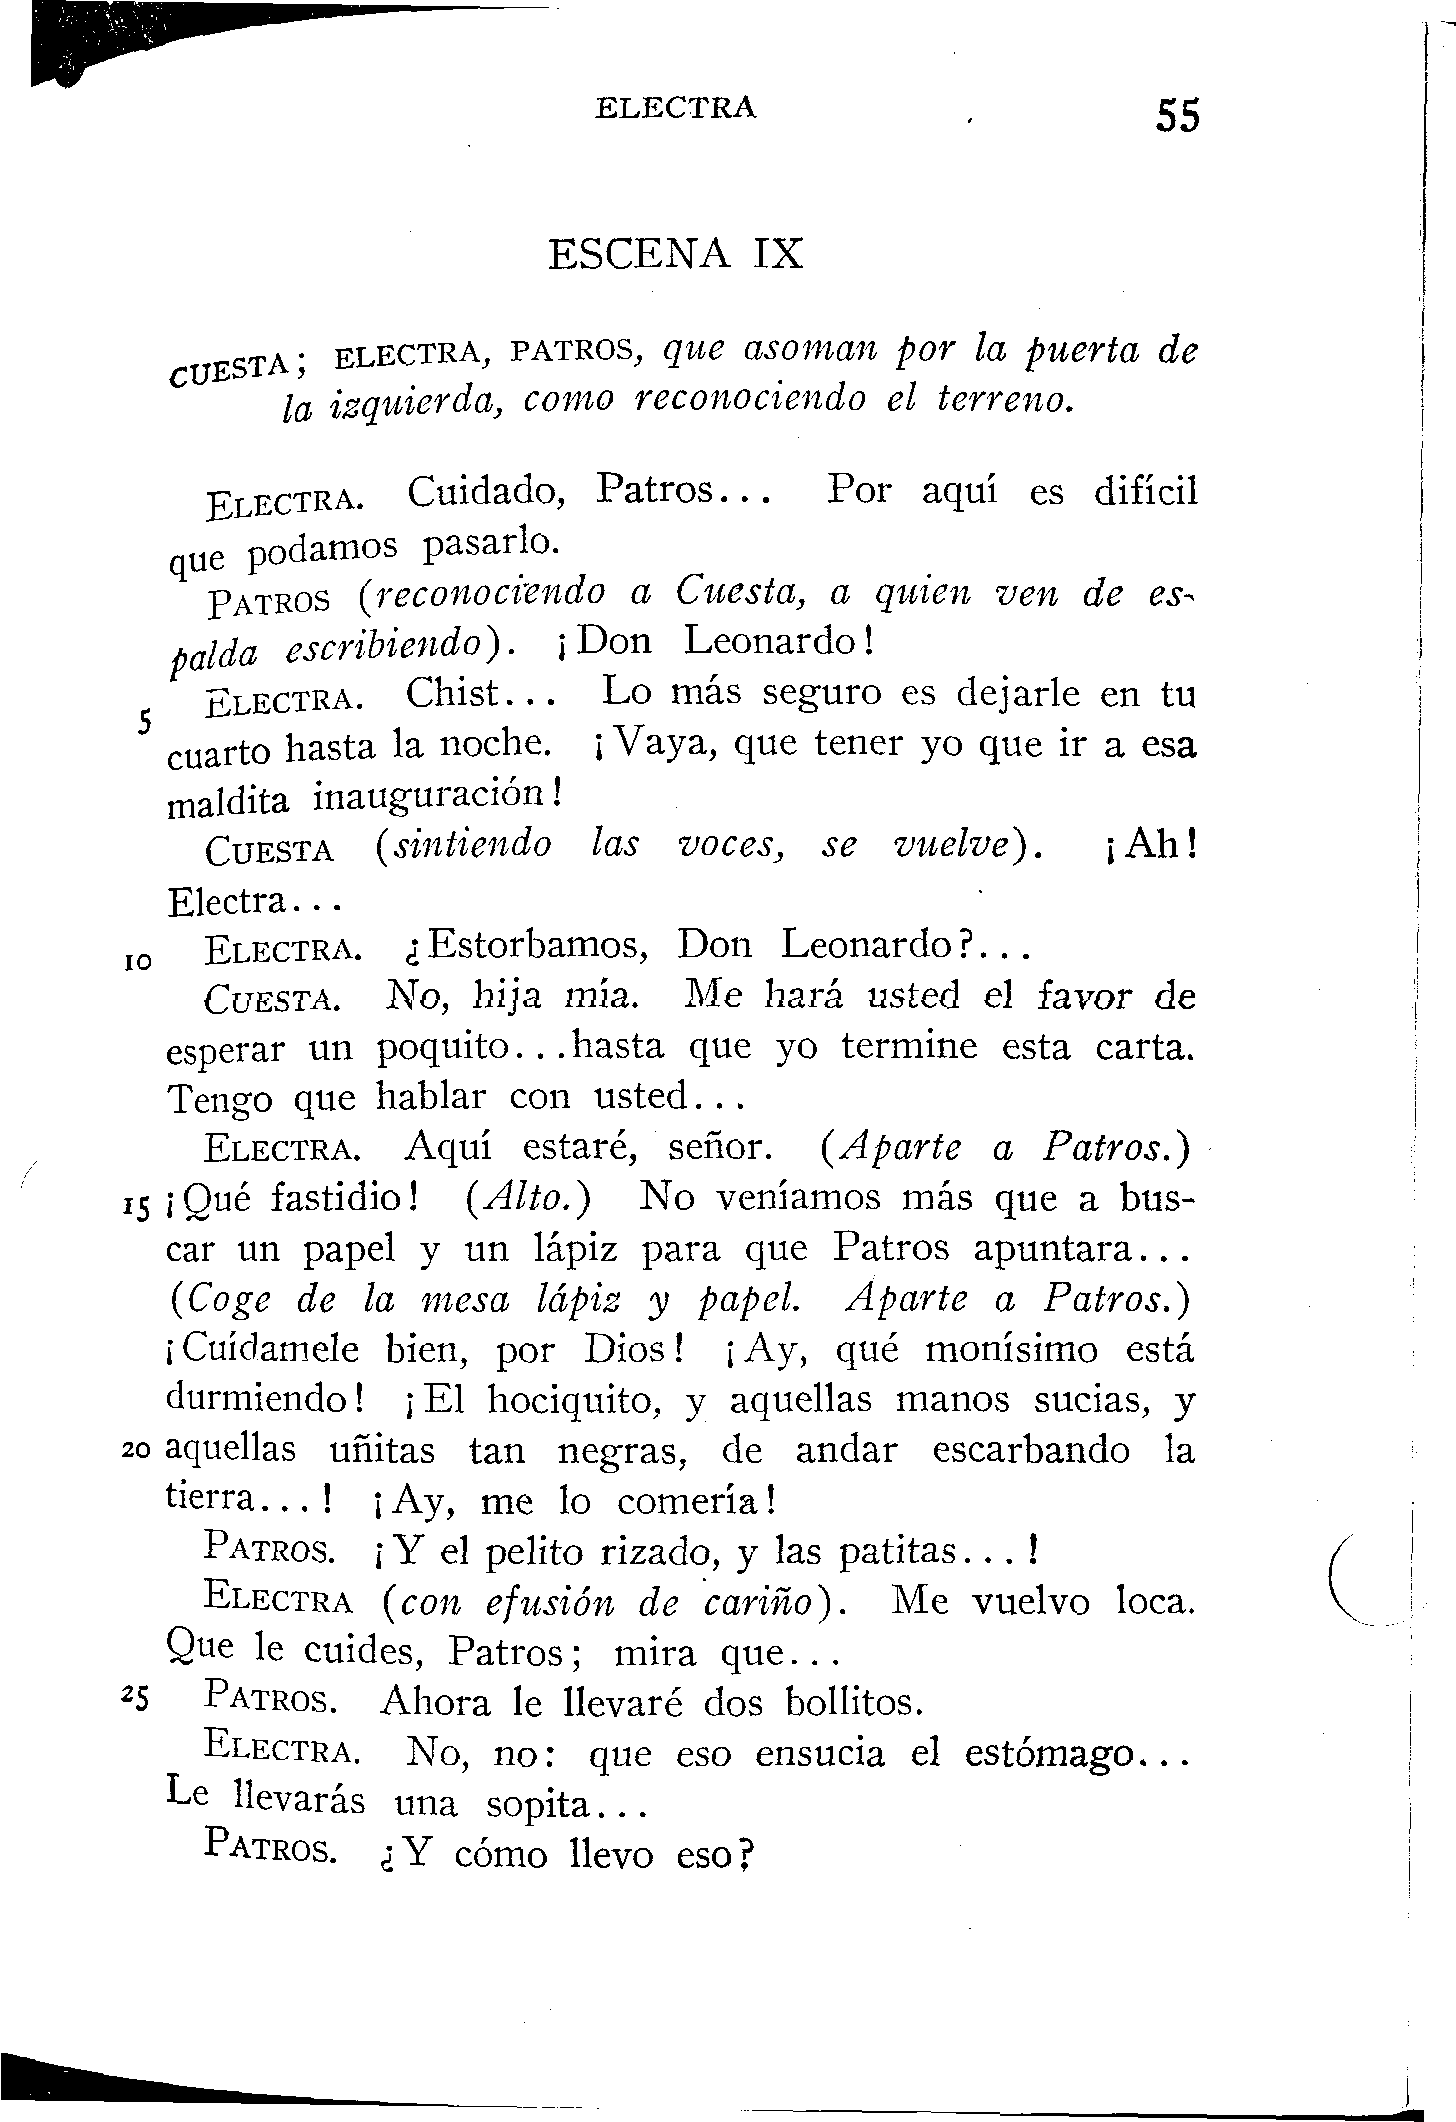 ELECTRA 55
ESCENA IX
CUESTA; ELECTRA, PATROS, que asoman por la puerta de
la izquierda, como reconociendo el terreno.
ELECTRA. Cuidado, Patros... Por aquí es difícil
que podamos pasarlo.
PATROS (reconociendo a Cuesta, a quien ven de es-
palda escribiendo). ¡Don Leonardo!
5 ELECTRA. Chist... Lo más seguro es dejarle en tu
cuarto hasta la noche. ¡Vaya, que tener yo que ir a esa
maldita inauguración!
CUESTA (sintiendo las voces, se vuelve). ¡Ah!
Electra...
10 ELECTRA. ¿Estorbamos, Don Leonardo?...
CUESTA. No, hija mía. Me hará usted el favor de
esperar un poquito...hasta que yo termine esta carta.
Tengo que hablar con usted...
ELECTRA. Aquí estaré, señor. (Aparte a Patros.)
15 ¡Qué fastidio! (Alto.) No veníamos más que a bus-
car un papel y un lápiz para que Patros apuntara...
(Coge de la mesa lápiz y papel. Aparte a Patros.)
¡Cuídamele bien, por Dios! ¡Ay, qué monísimo está
durmiendo! ¡El hociquito, y aquellas manos sucias, y
20 aquellas uñitas tan negras, de andar escarbando la
tierra...! ¡Ay, me lo comería!
PATROS. ¡Y el pelito rizado, y las patitas...!
ELECTRA (con efusión de cariño). Me vuelvo loca.
Que le cuides, Patros; mira que...
25 PATROS. Ahora le llevaré dos bollitos.
ELECTRA. No, no: que eso ensucia el estómago...
Le llevarás una sopita...
PATROS. ¿Y cómo llevo eso?